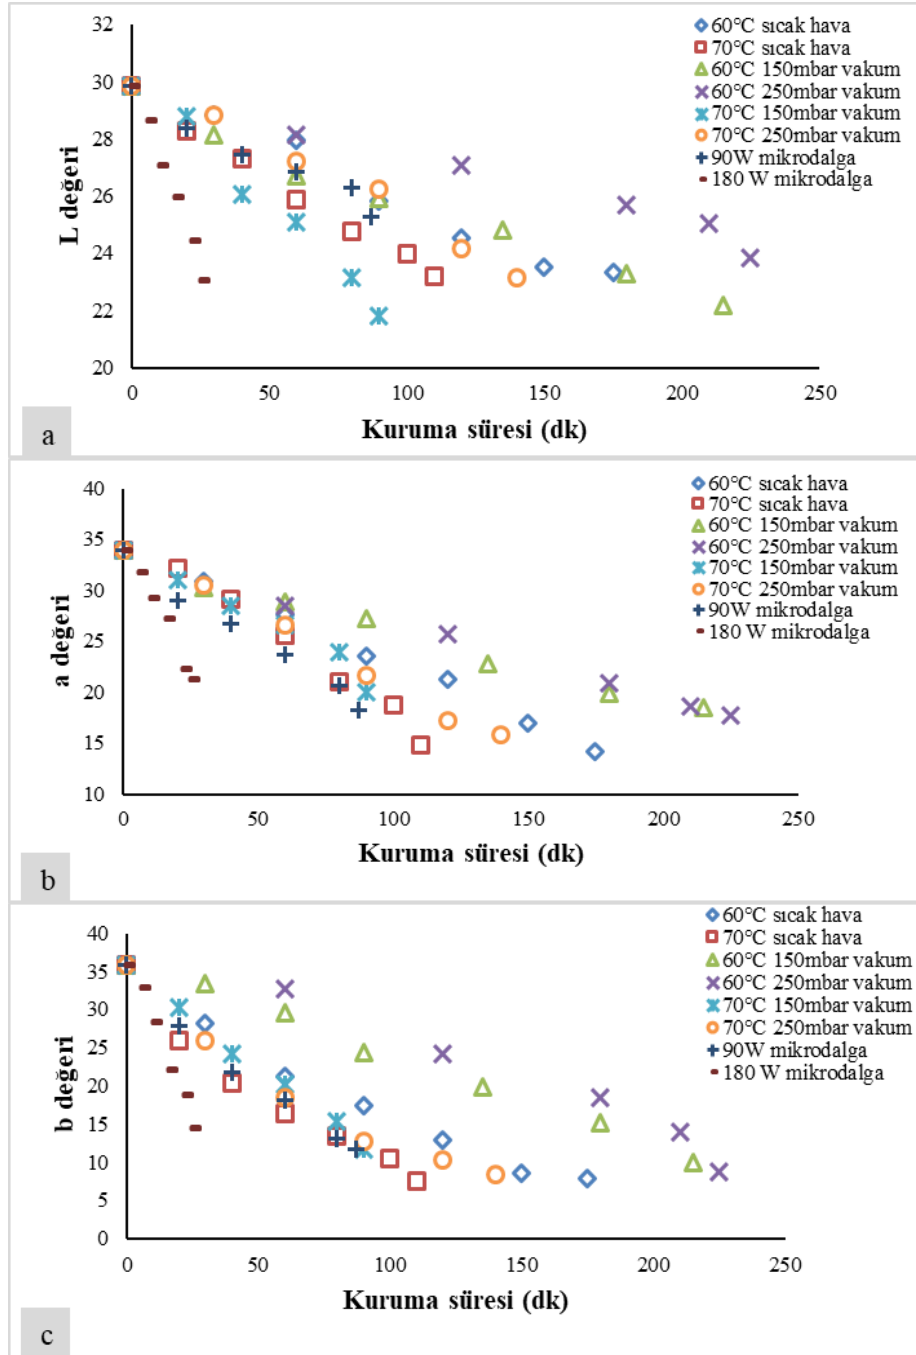 32
30
28
26
24
22
20
L değeri
60°C sıcak hava
70°C sıcak hava
60°C 150mbar vakum
60°C 250mbar vakum
70°C 150mbar vakum
70°C 250mbar vakum
90W mikrodalga
180 W mikrodalga
0 50 100 150 200 250
Kuruma süresi (dk)
a
40
35
30
25
20
15
10
a değeri
60°C sıcak hava
70°C sıcak hava
60°C 150mbar vakum
60°C 250mbar vakum
70°C 150mbar vakum
70°C 250mbar vakum
90W mikrodalga
180 W mikrodalga
0 50 100 150 200 250
Kuruma süresi (dk)
b
40
35
30
25
20
15
10
5
0
b değeri
60°C sıcak hava
70°C sıcak hava
60°C 150mbar vakum
60°C 250mbar vakum
70°C 150mbar vakum
70°C 250mbar vakum
90W mikrodalga
180 W mikrodalga
0 50 100 150 200 250
Kuruma süresi (dk)
c